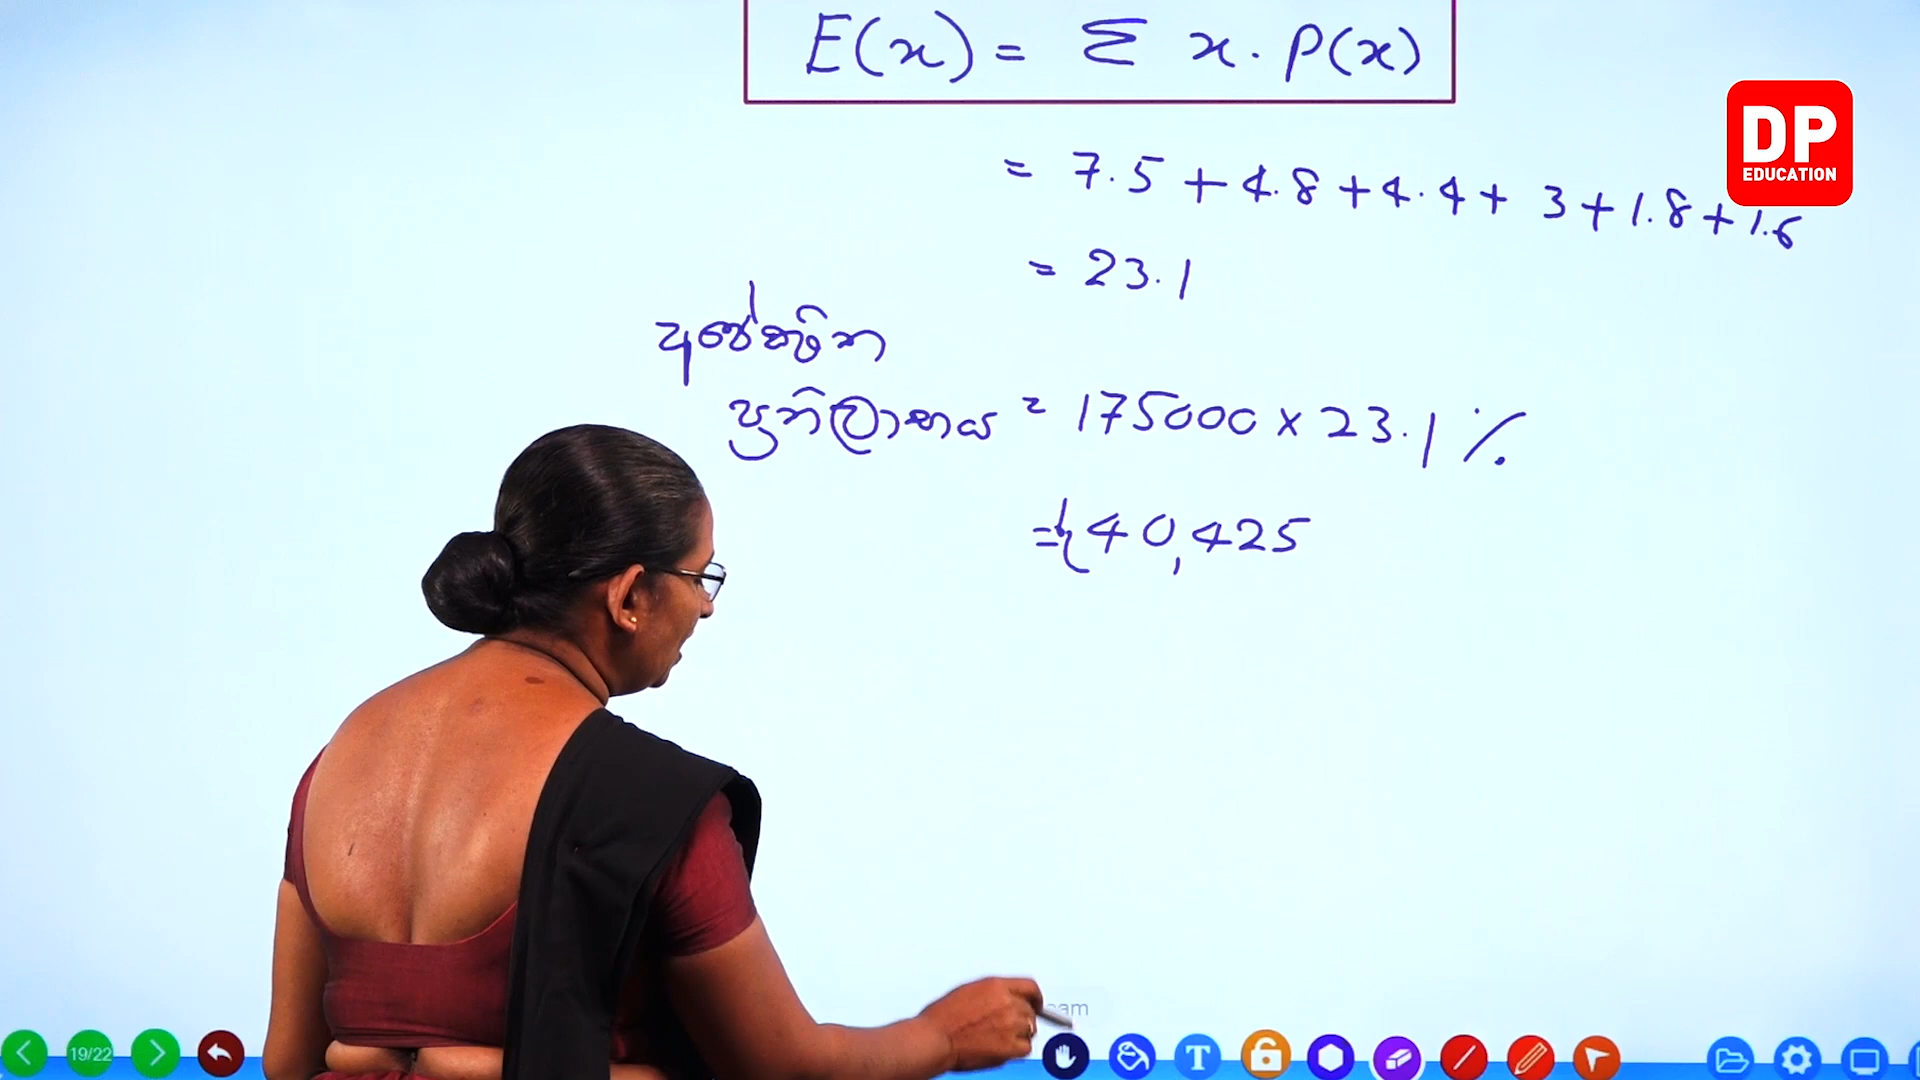 E(x) = Σ x. P(x)
DP
EDUCATION
= 7.5 + 4.8 + 4.4 + 3 + 1.8 + 1.6
= 23.1
අපේක්ෂිත
ප්‍රතිලාභය = 175000 × 23.1 %
=රු 40,425
19/22
T